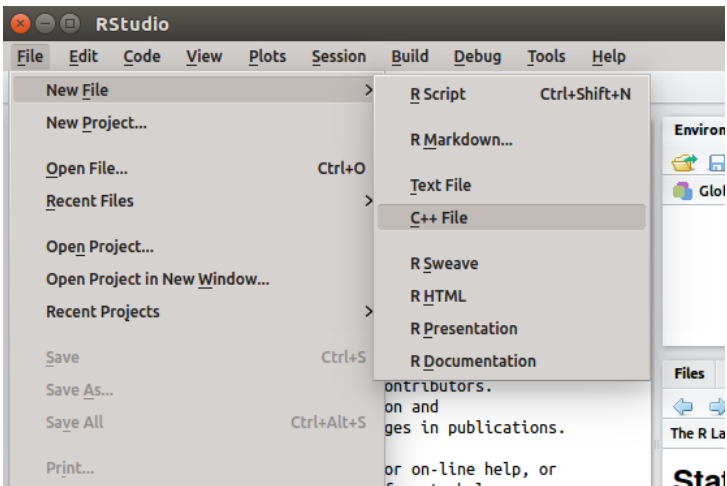 RStudio
File Edit Code View Plots Session Build Debug Tools Help
New File >
New Project...
Open File... Ctrl+O
Recent Files >
Open Project...
Open Project in New Window...
Recent Projects >
Save Ctrl+S
Save As...
Save All Ctrl+Alt+S
Print...
R Script Ctrl+Shift+N
R Markdown...
Text File
C++ File
R Sweave
R HTML
R Presentation
R Documentation
ontributors.
on and
ges in publications.
or on-line help, or
Environ
Glo
Files
The R La
Sta